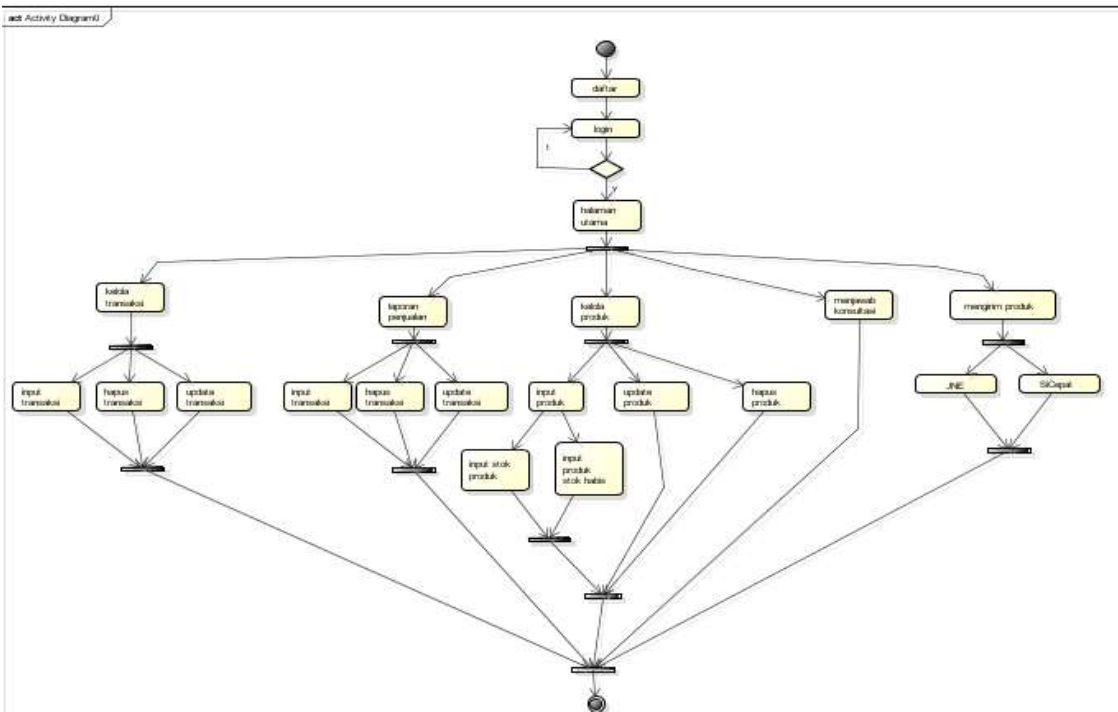 act Activity Diagram0
daftar
login
t
y
halaman
utama
kelola
transaksi
laporan
penjualan
kelola
produk
menjawab
konsultasi
mengirim produk
input
transaksi
hapus
transaksi
update
transaksi
input
transaksi
hapus
transaksi
update
transaksi
input
produk
update
produk
hapus
produk
JNE
SiCepat
input stok
produk
input
produk
stok habis